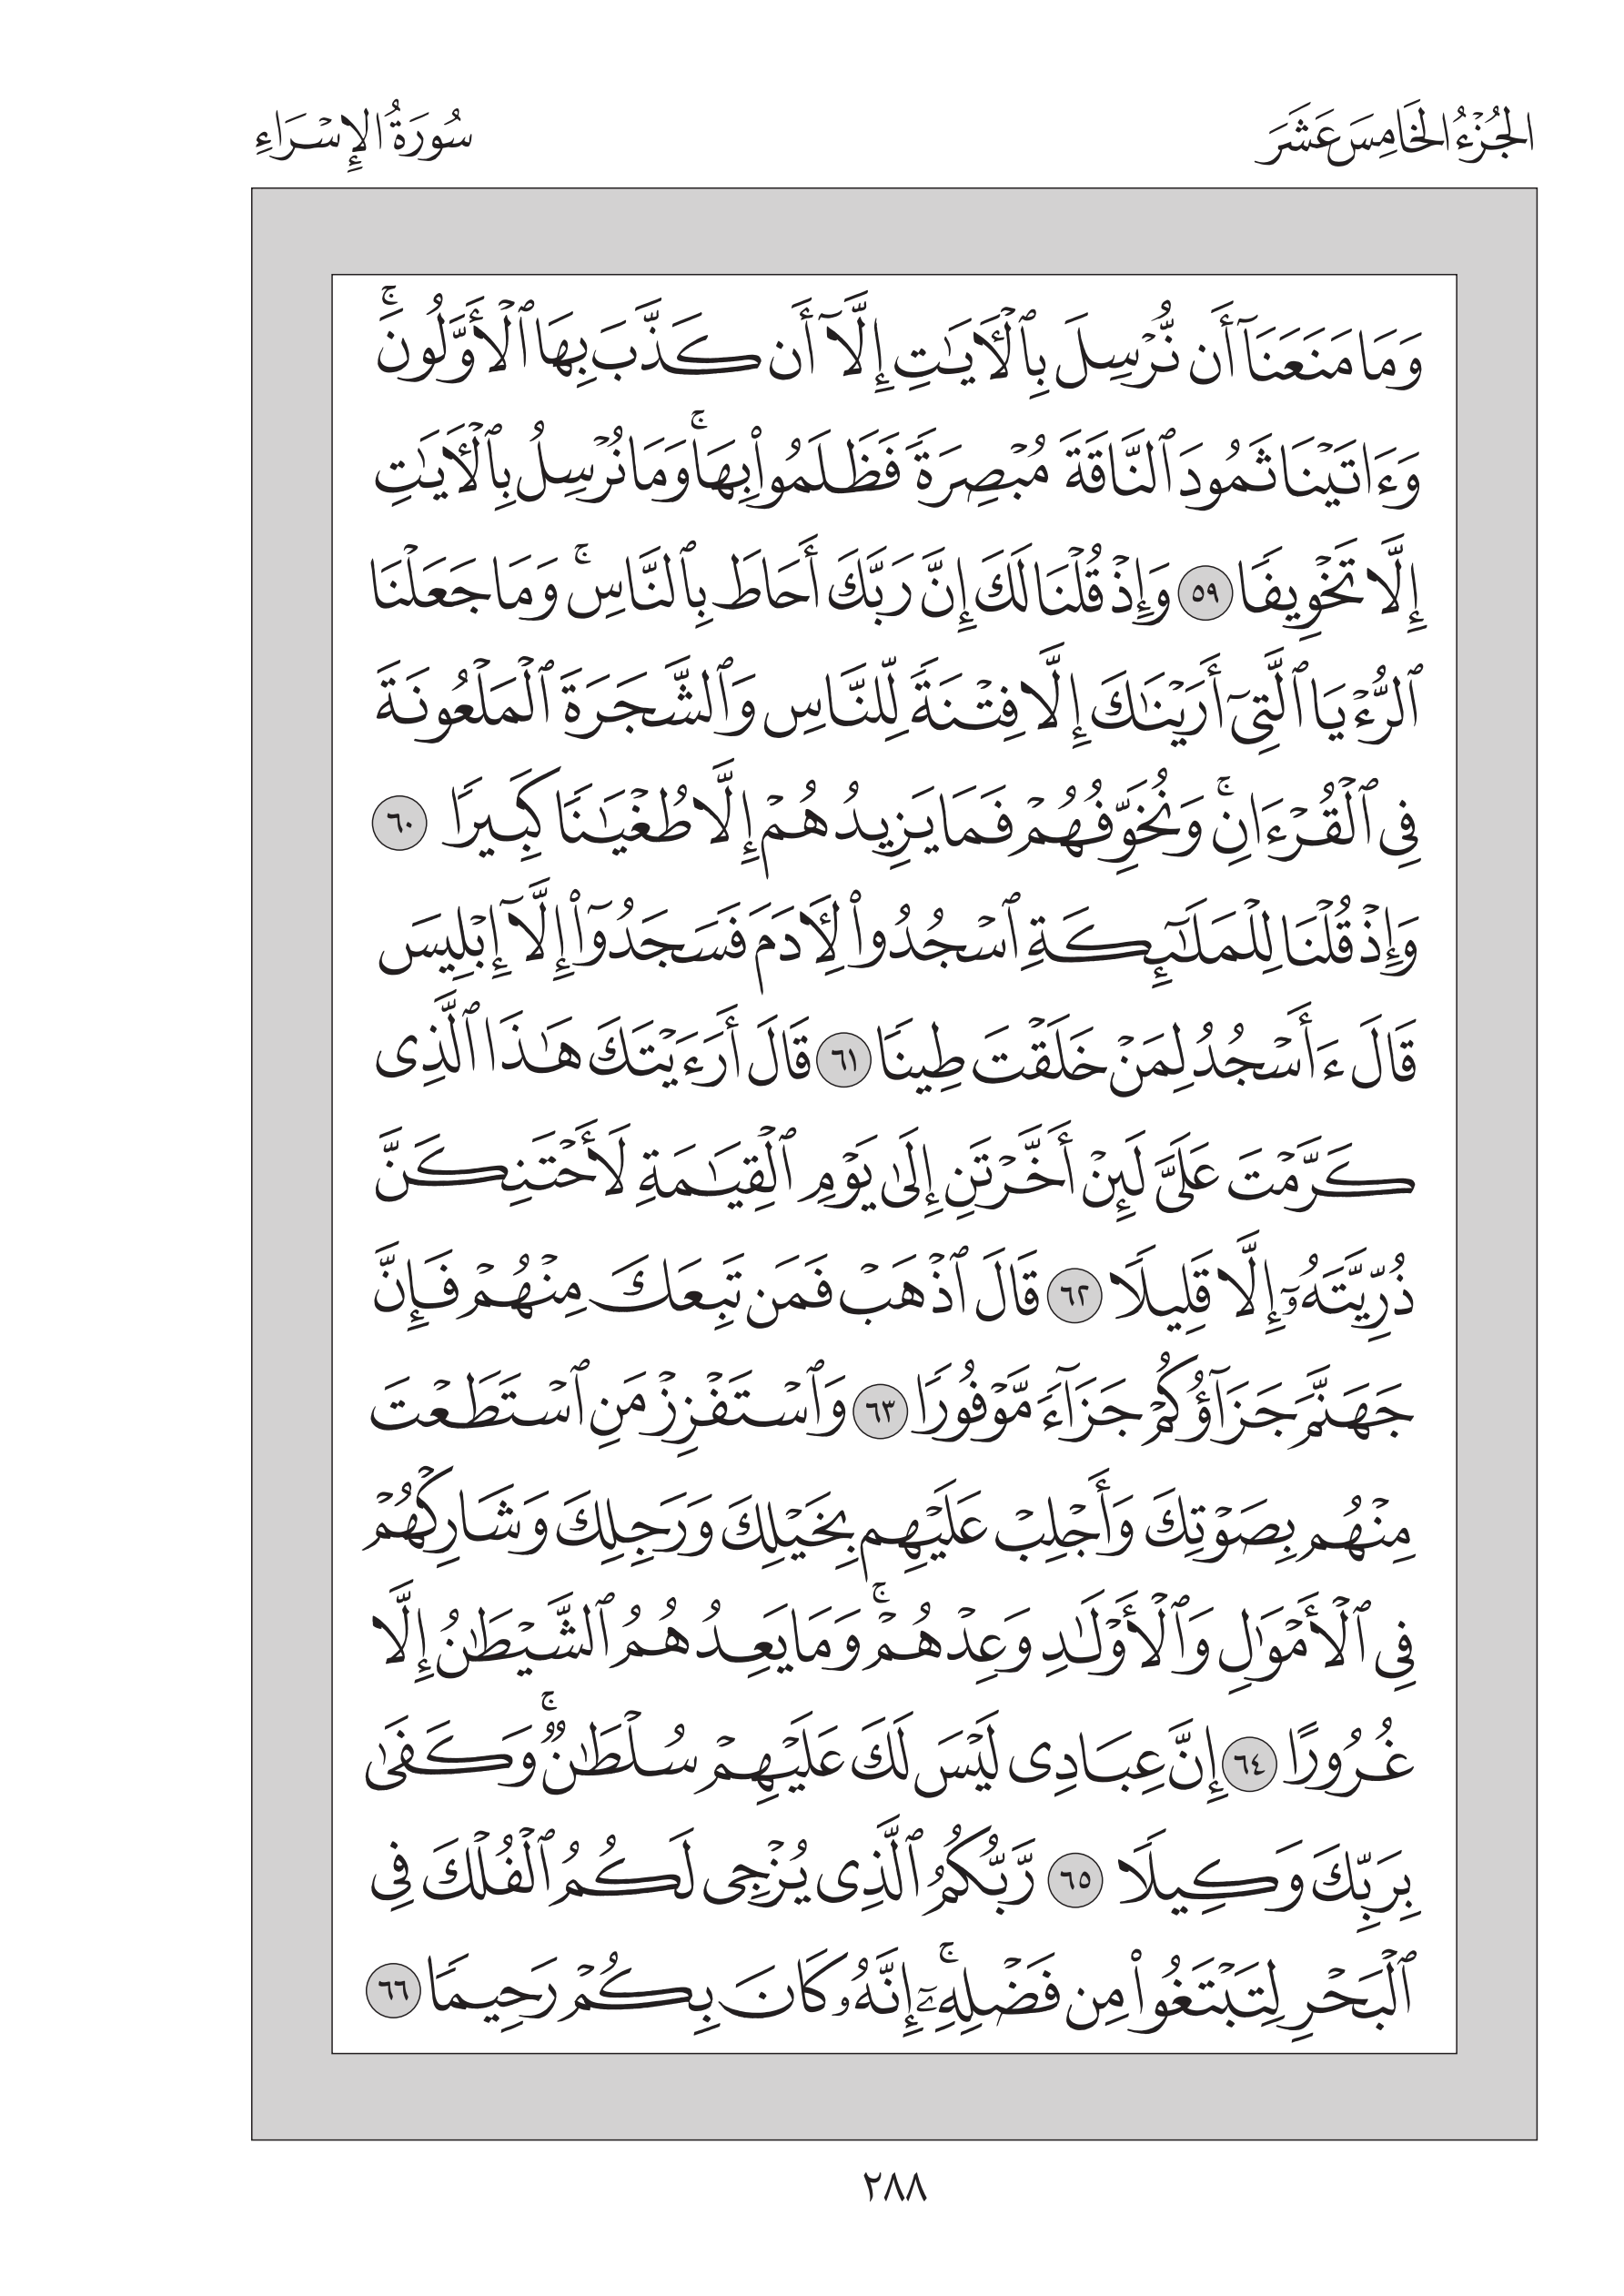 الجُزْءُ الخَامِسَ عَشَرَ
سُورَةُ الإِسْرَاءِ
وَمَا مَنَعَنَآ أَن نُّرْسِلَ بِٱلْـَٔايَـٰتِ إِلَّآ أَن كَذَّبَ بِهَا ٱلْأَوَّلُونَ ۚ
وَءَاتَيْنَا ثَمُودَ ٱلنَّاقَةَ مُبْصِرَةً فَظَلَمُوا۟ بِهَا ۚ وَمَا نُرْسِلُ بِٱلْـَٔايَـٰتِ
إِلَّا تَخْوِيفًا ٥٩ وَإِذْ قُلْنَا لَكَ إِنَّ رَبَّكَ أَحَاطَ بِٱلنَّاسِ ۚ وَمَا جَعَلْنَا
ٱلرُّءْيَا ٱلَّتِىٓ أَرَيْنَـٰكَ إِلَّا فِتْنَةً لِّلنَّاسِ وَٱلشَّجَرَةَ ٱلْمَلْعُونَةَ
فِى ٱلْقُرْءَانِ ۚ وَنُخَوِّفُهُمْ فَمَا يَزِيدُهُمْ إِلَّا طُغْيَـٰنًا كَبِيرًا ٦٠
وَإِذْ قُلْنَا لِلْمَلَـٰٓئِكَةِ ٱسْجُدُوا۟ لِـَٔادَمَ فَسَجَدُوٓا۟ إِلَّآ إِبْلِيسَ
قَالَ ءَأَسْجُدُ لِمَنْ خَلَقْتَ طِينًا ٦١ قَالَ أَرَءَيْتَكَ هَـٰذَا ٱلَّذِى
كَرَّمْتَ عَلَىَّ لَئِنْ أَخَّرْتَنِ إِلَىٰ يَوْمِ ٱلْقِيَـٰمَةِ لَأَحْتَنِكَنَّ
ذُرِّيَّتَهُۥٓ إِلَّا قَلِيلًا ٦٢ قَالَ ٱذْهَبْ فَمَن تَبِعَكَ مِنْهُمْ فَإِنَّ
جَهَنَّمَ جَزَآؤُكُمْ جَزَآءً مَّوْفُورًا ٦٣ وَٱسْتَفْزِزْ مَنِ ٱسْتَطَعْتَ
مِنْهُم بِصَوْتِكَ وَأَجْلِبْ عَلَيْهِم بِخَيْلِكَ وَرَجِلِكَ وَشَارِكْهُمْ
فِى ٱلْأَمْوَٰلِ وَٱلْأَوْلَـٰدِ وَعِدْهُمْ ۚ وَمَا يَعِدُهُمُ ٱلشَّيْطَـٰنُ إِلَّا
غُرُورًا ٦٤ إِنَّ عِبَادِى لَيْسَ لَكَ عَلَيْهِمْ سُلْطَـٰنٌ ۚ وَكَفَىٰ
بِرَبِّكَ وَكِيلًا ٦٥ رَّبُّكُمُ ٱلَّذِى يُزْجِى لَكُمُ ٱلْفُلْكَ فِى
ٱلْبَحْرِ لِتَبْتَغُوا۟ مِن فَضْلِهِۦٓ ۚ إِنَّهُۥ كَانَ بِكُمْ رَحِيمًا ٦٦
٢٨٨